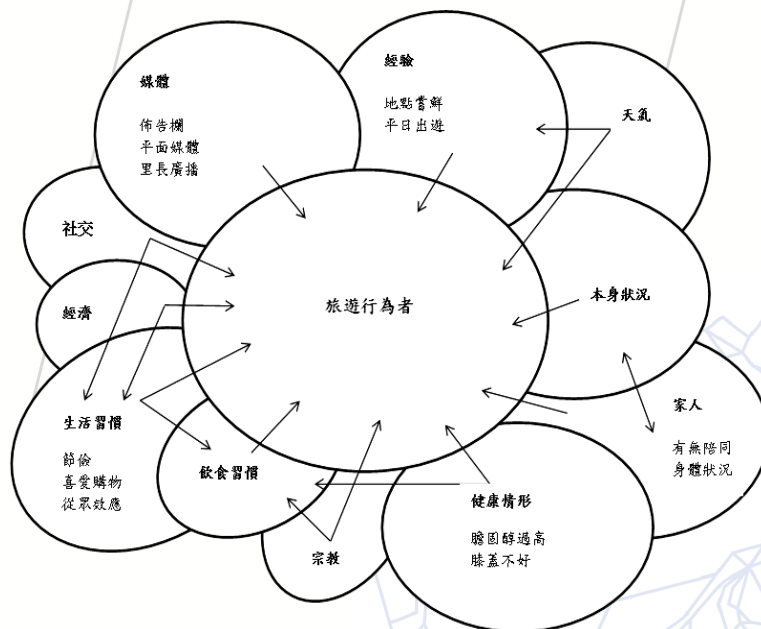 媒體
佈告欄
平面媒體
里長廣播
經驗
地點嘗鮮
平日出遊
天氣
社交
經濟
旅遊行為者
本身狀況
生活習慣
節儉
喜愛購物
從眾效應
飲食習慣
宗教
健康情形
膽固醇過高
膝蓋不好
家人
有無陪同
身體狀況